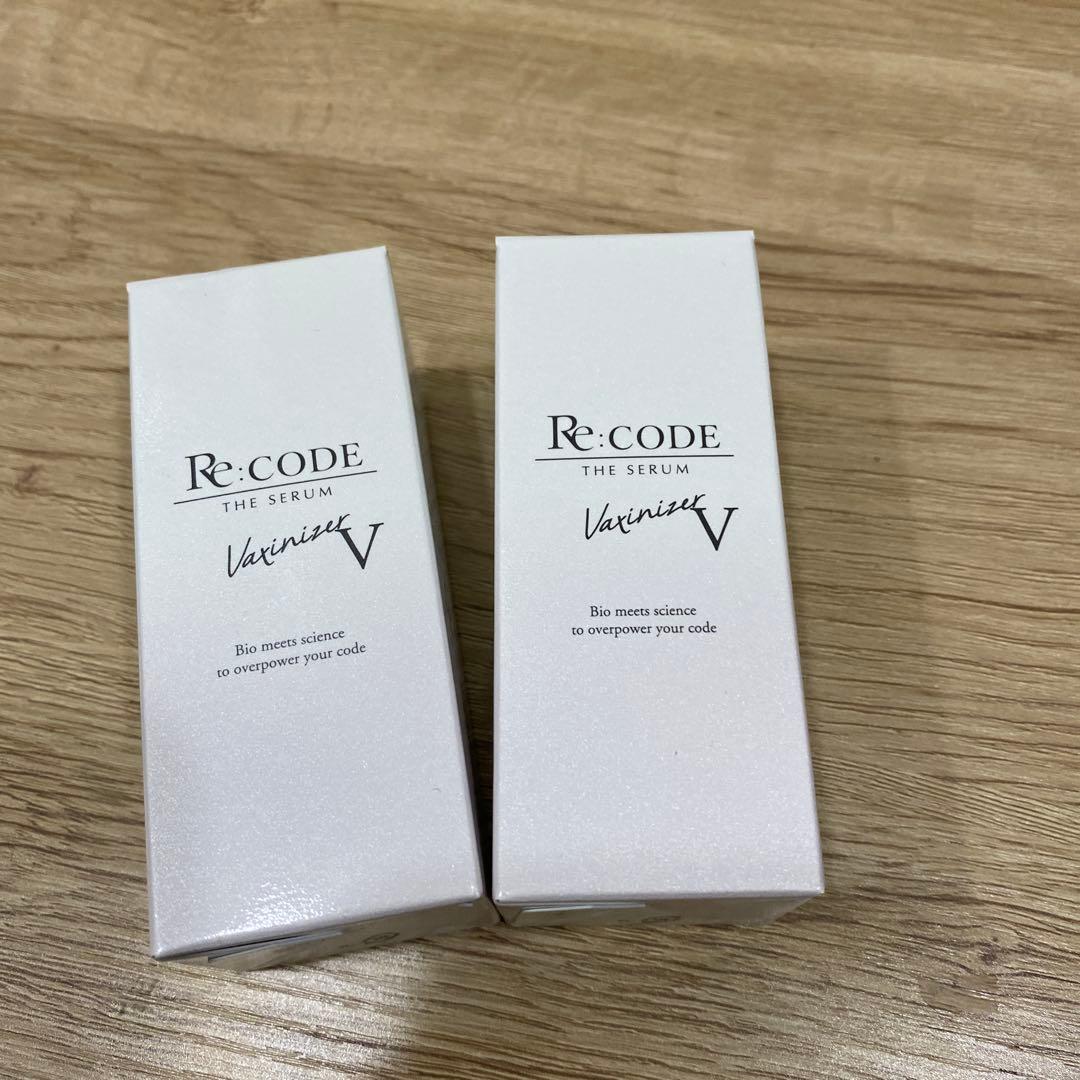 Re:CODE
THE SERUM
Vaxinizer V
Bio meets science
to overpower your code
Re:CODE
THE SERUM
Vaxinizer V
Bio meets science
to overpower your code